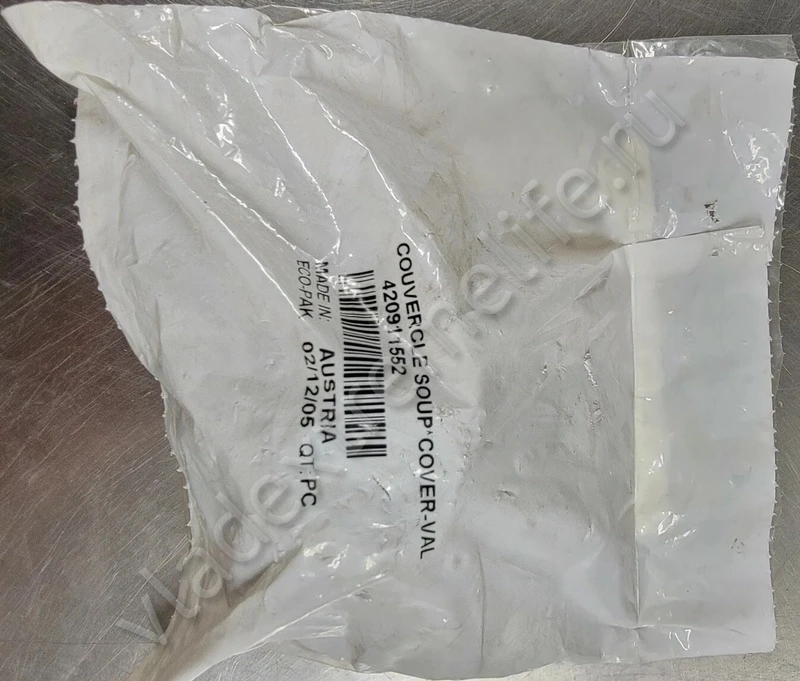 COUVERCLE SOUP*COVER-VAL
420911552
MADE IN: AUSTRIA
ECO-PAK 02/12/05 QT: PC